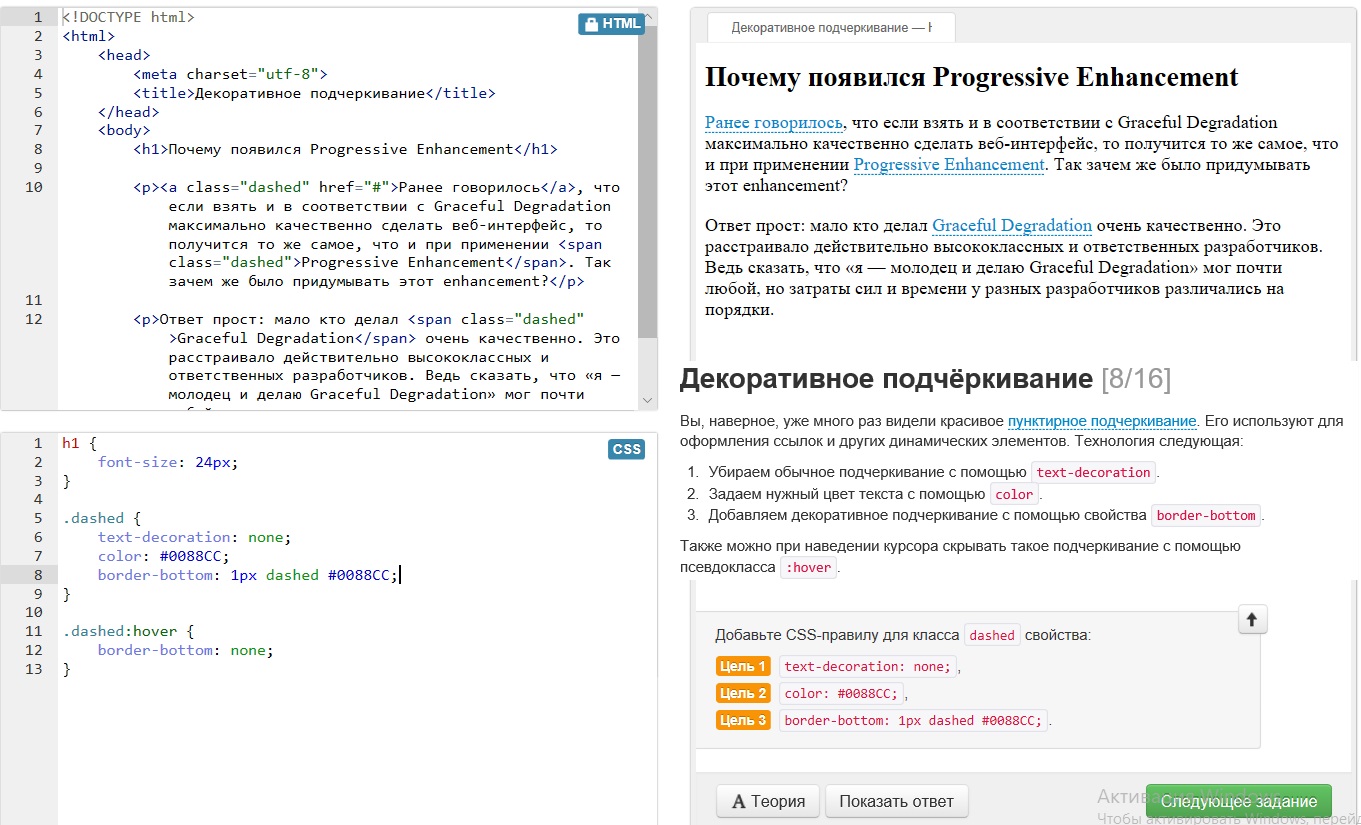 1 <!DOCTYPE html>
HTML
2 <html>
3 <head>
4 <meta charset="utf-8">
5 <title>Декоративное подчеркивание</title>
6 </head>
7 <body>
8 <h1>Почему появился Progressive Enhancement</h1>
9
10 <p><a class="dashed" href="#">Ранее говорилось</a>, что
если взять и в соответствии с Graceful Degradation
максимально качественно сделать веб-интерфейс, то
получится то же самое, что и при применении <span
class="dashed">Progressive Enhancement</span>. Так
зачем же было придумывать этот enhancement?</p>
11
12 <p>Ответ прост: мало кто делал <span class="dashed"
>Graceful Degradation</span> очень качественно. Это
расстраивало действительно высококлассных и
ответственных разработчиков. Ведь сказать, что «я —
молодец и делаю Graceful Degradation» мог почти
CSS
1 h1 {
2 font-size: 24px;
3 }
4
5 .dashed {
6 text-decoration: none;
7 color: #0088CC;
8 border-bottom: 1px dashed #0088CC;
9 }
10
11 .dashed:hover {
12 border-bottom: none;
13 }
Декоративное подчеркивание —
Почему появился Progressive Enhancement
Ранее говорилось, что если взять и в соответствии с Graceful Degradation
максимально качественно сделать веб-интерфейс, то получится то же самое, что
и при применении Progressive Enhancement. Так зачем же было придумывать
этот enhancement?
Ответ прост: мало кто делал Graceful Degradation очень качественно. Это
расстраивало действительно высококлассных и ответственных разработчиков.
Ведь сказать, что «я — молодец и делаю Graceful Degradation» мог почти
любой, но затраты сил и времени у разных разработчиков различались на
порядки.
Декоративное подчёркивание [8/16]
Вы, наверное, уже много раз видели красивое пунктирное подчеркивание. Его используют для
оформления ссылок и других динамических элементов. Технология следующая:
1. Убираем обычное подчеркивание с помощью text-decoration.
2. Задаем нужный цвет текста с помощью color.
3. Добавляем декоративное подчеркивание с помощью свойства border-bottom.
Также можно при наведении курсора скрывать такое подчеркивание с помощью
псевдокласса :hover.
Добавьте CSS-правилу для класса dashed свойства:
Цель 1 text-decoration: none;,
Цель 2 color: #0088CC;,
Цель 3 border-bottom: 1px dashed #0088CC;.
A Теория
Показать ответ
Следующее задание
Активация Windows
Чтобы активировать Windows, перейд